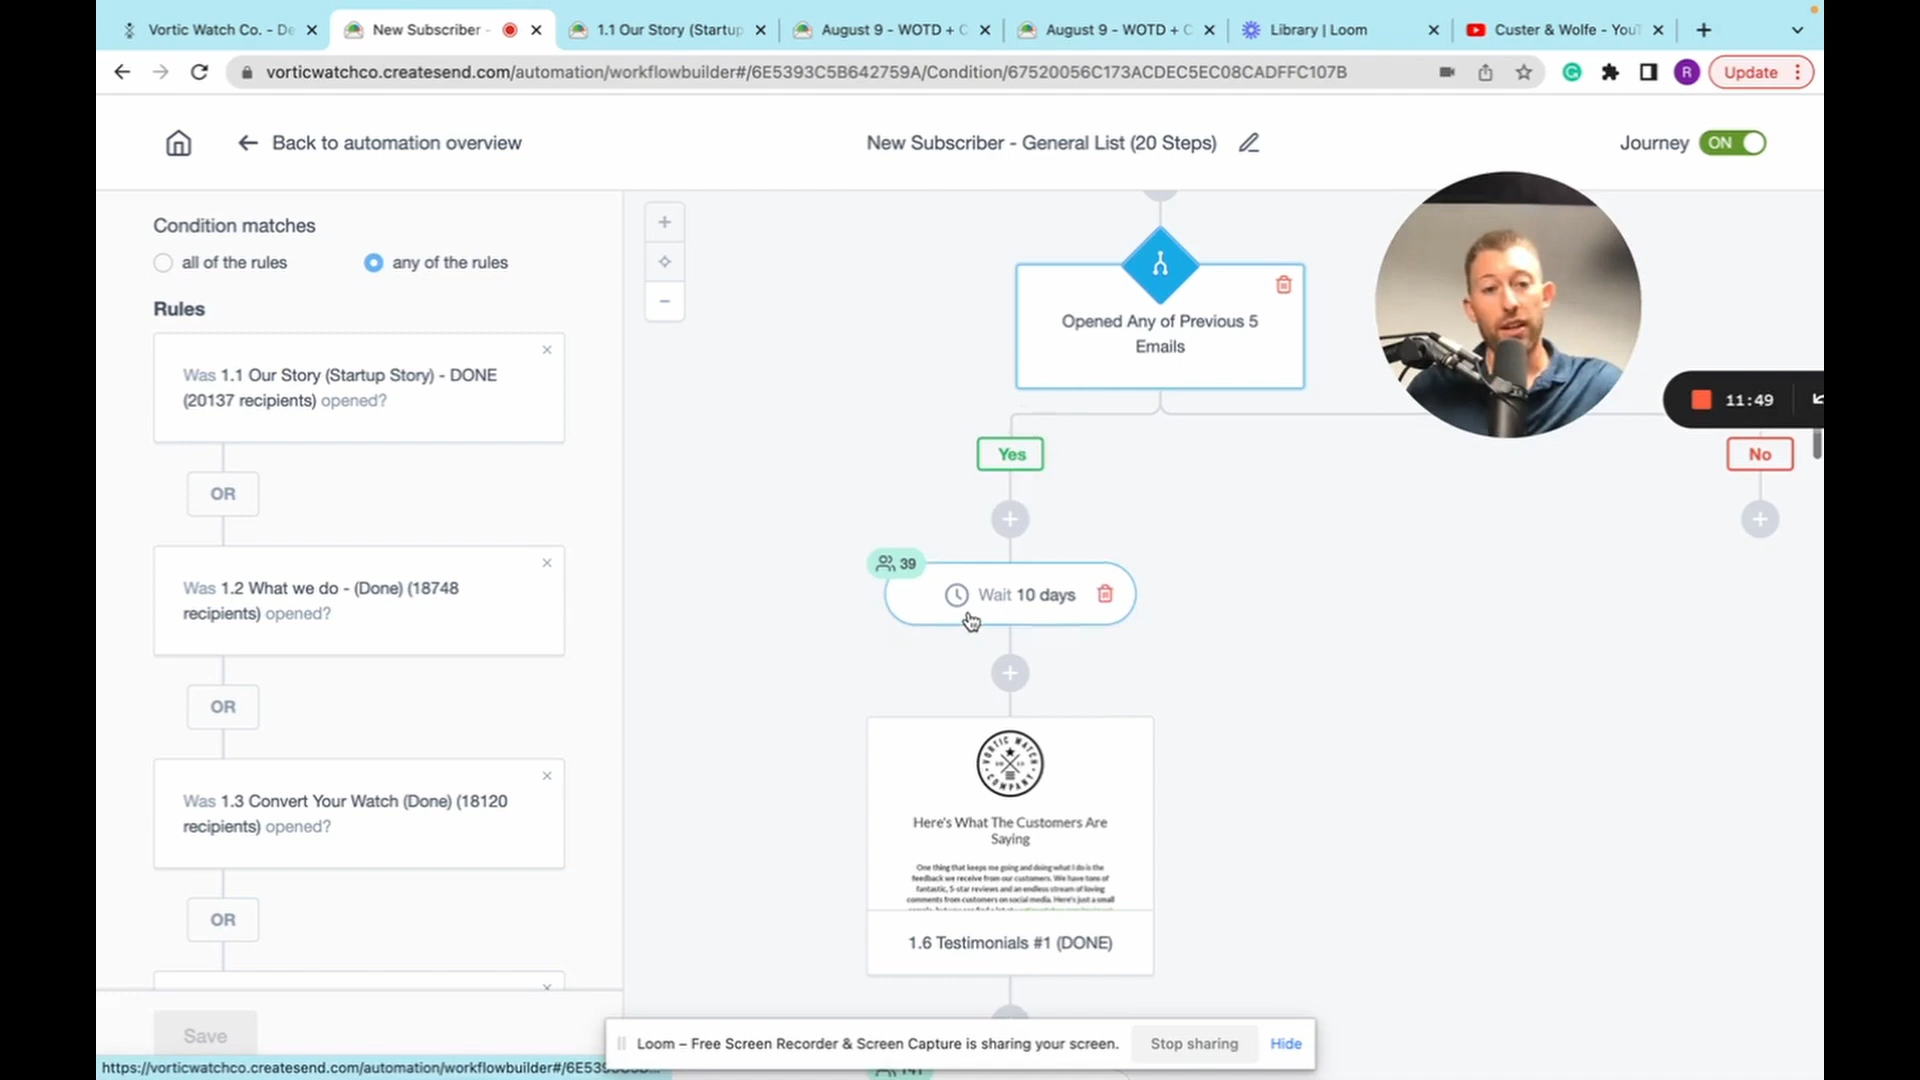 Vortic Watch Co. - De
New Subscriber -
1.1 Our Story (Startup
August 9 - WOTD + C
August 9 - WOTD + C
Library | Loom
Custer & Wolfe - YouT
vorticwatchco.createsend.com/automation/workflowbuilder#/6E5393C5B642759A/Condition/67520056C173ACDEC5EC08CADFFC107B
R
Update
Back to automation overview
New Subscriber - General List (20 Steps)
Journey
ON
Condition matches
all of the rules
any of the rules
Rules
Was 1.1 Our Story (Startup Story) - DONE
(20137 recipients) opened?
OR
Was 1.2 What we do - (Done) (18748
recipients) opened?
OR
Was 1.3 Convert Your Watch (Done) (18120
recipients) opened?
OR
Save
Opened Any of Previous 5
Emails
11:49
Yes
No
39
Wait 10 days
VORTIC WATCH
COMPANY
Here's What The Customers Are
Saying
One thing that keeps me going and doing what I do is the
feedback we receive from our customers. We have tons of
fantastic, 5-star reviews and an endless stream of loving
comments from customers on social media. Here's just a small
1.6 Testimonials #1 (DONE)
Loom – Free Screen Recorder & Screen Capture is sharing your screen.
Stop sharing
Hide
https://vorticwatchco.createsend.com/automation/workflowbuilder#/6E539
141